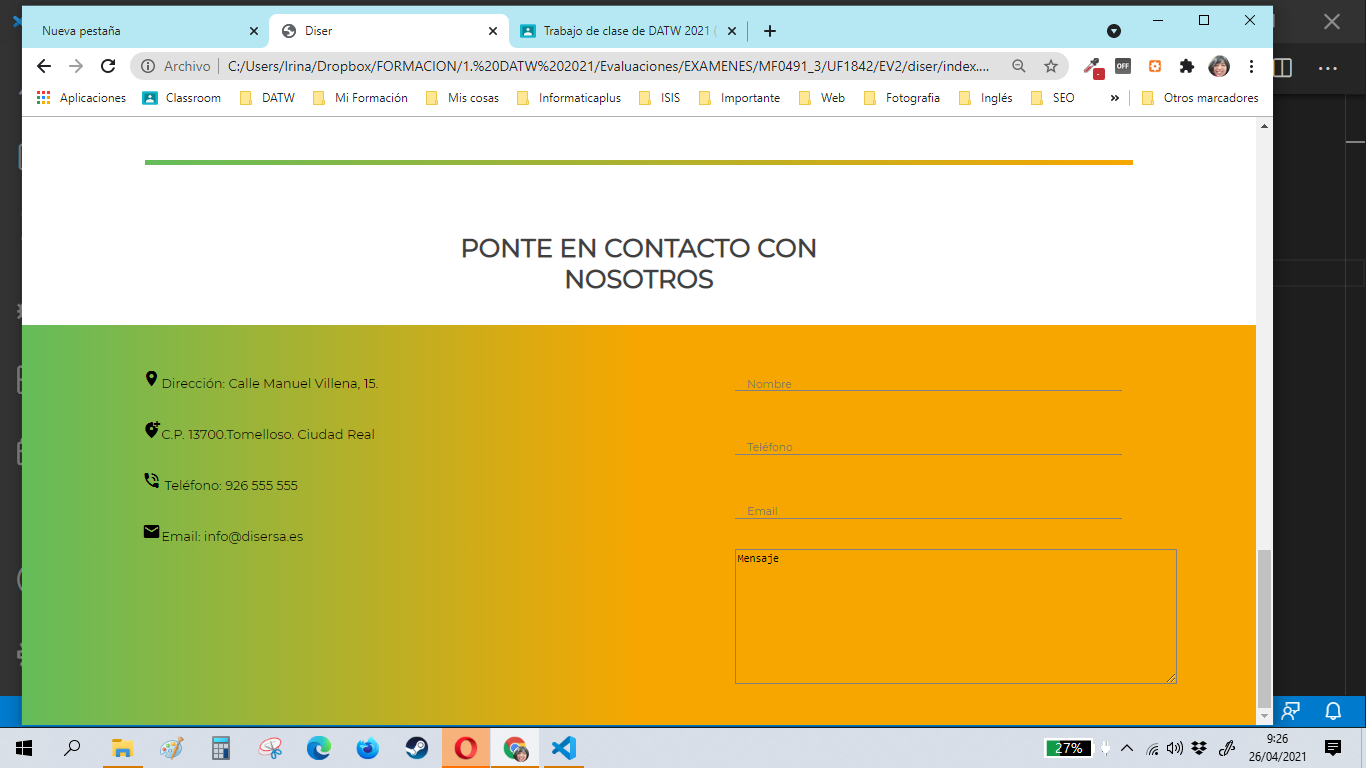 Nueva pestaña
Diser
Trabajo de clase de DATW 2021 (
Archivo
C:/Users/Irina/Dropbox/FORMACION/1.%20DATW%202021/Evaluaciones/EXAMENES/MF0491_3/UF1842/EV2/diser/index....
OFF
Aplicaciones
Classroom
DATW
Mi Formación
Mis cosas
Informaticaplus
ISIS
Importante
Web
Fotografia
Inglés
SEO
»
Otros marcadores
PONTE EN CONTACTO CON
NOSOTROS
Dirección: Calle Manuel Villena, 15.
C.P. 13700.Tomelloso. Ciudad Real
Teléfono: 926 555 555
Email: info@disersa.es
Nombre
Teléfono
Email
Mensaje
27%
9:26
26/04/2021